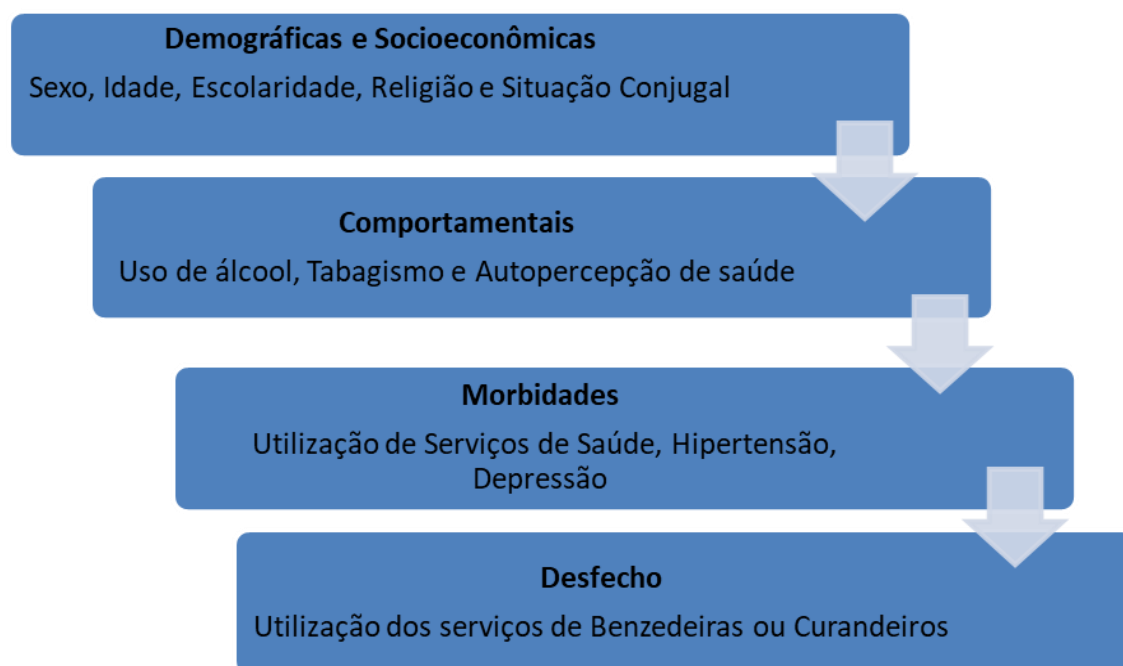 Demográficas e Socioeconômicas
Sexo, Idade, Escolaridade, Religião e Situação Conjugal
Comportamentais
Uso de álcool, Tabagismo e Autopercepção de saúde
Morbidades
Utilização de Serviços de Saúde, Hipertensão,
Depressão
Desfecho
Utilização dos serviços de Benzedeiras ou Curandeiros